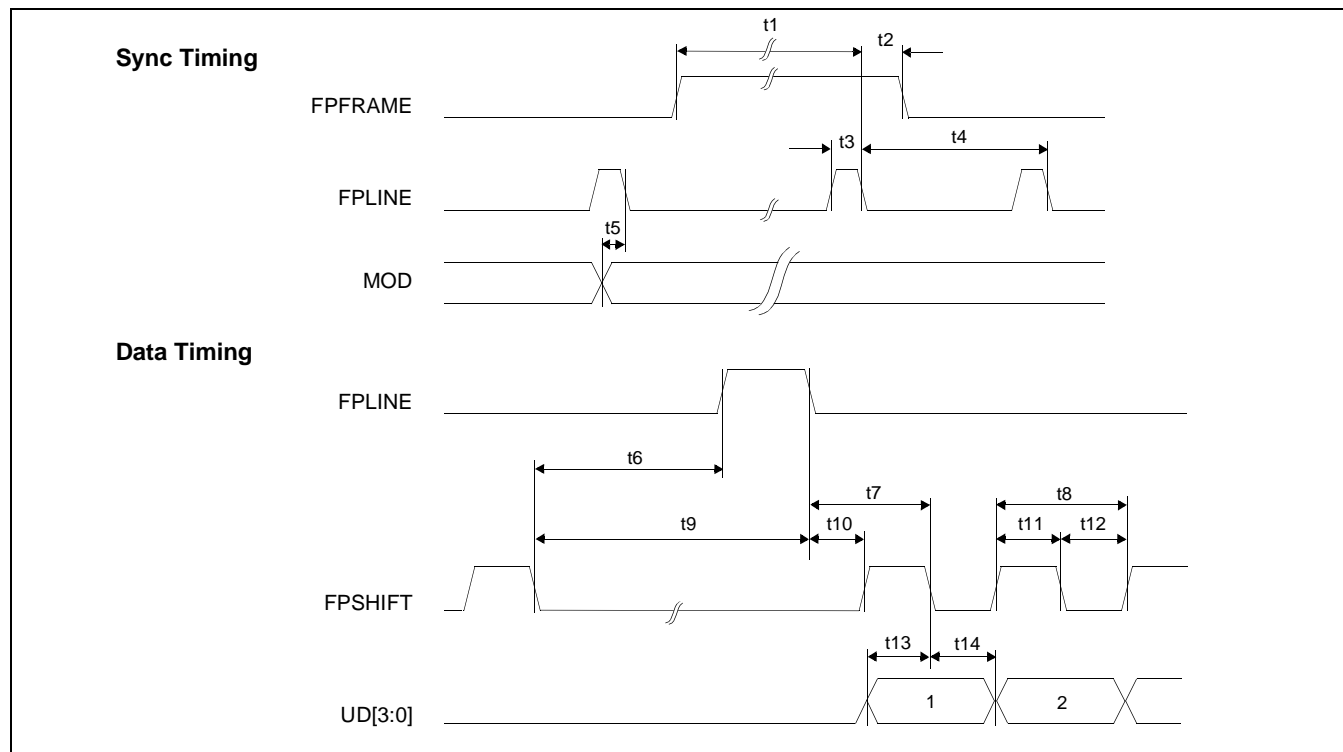 t1
t2
Sync Timing
FPFRAME
t3
t4
FPLINE
t5
MOD
Data Timing
FPLINE
t6
t7
t8
t9
t10
t11
t12
FPSHIFT
t13
t14
UD[3:0]
1
2